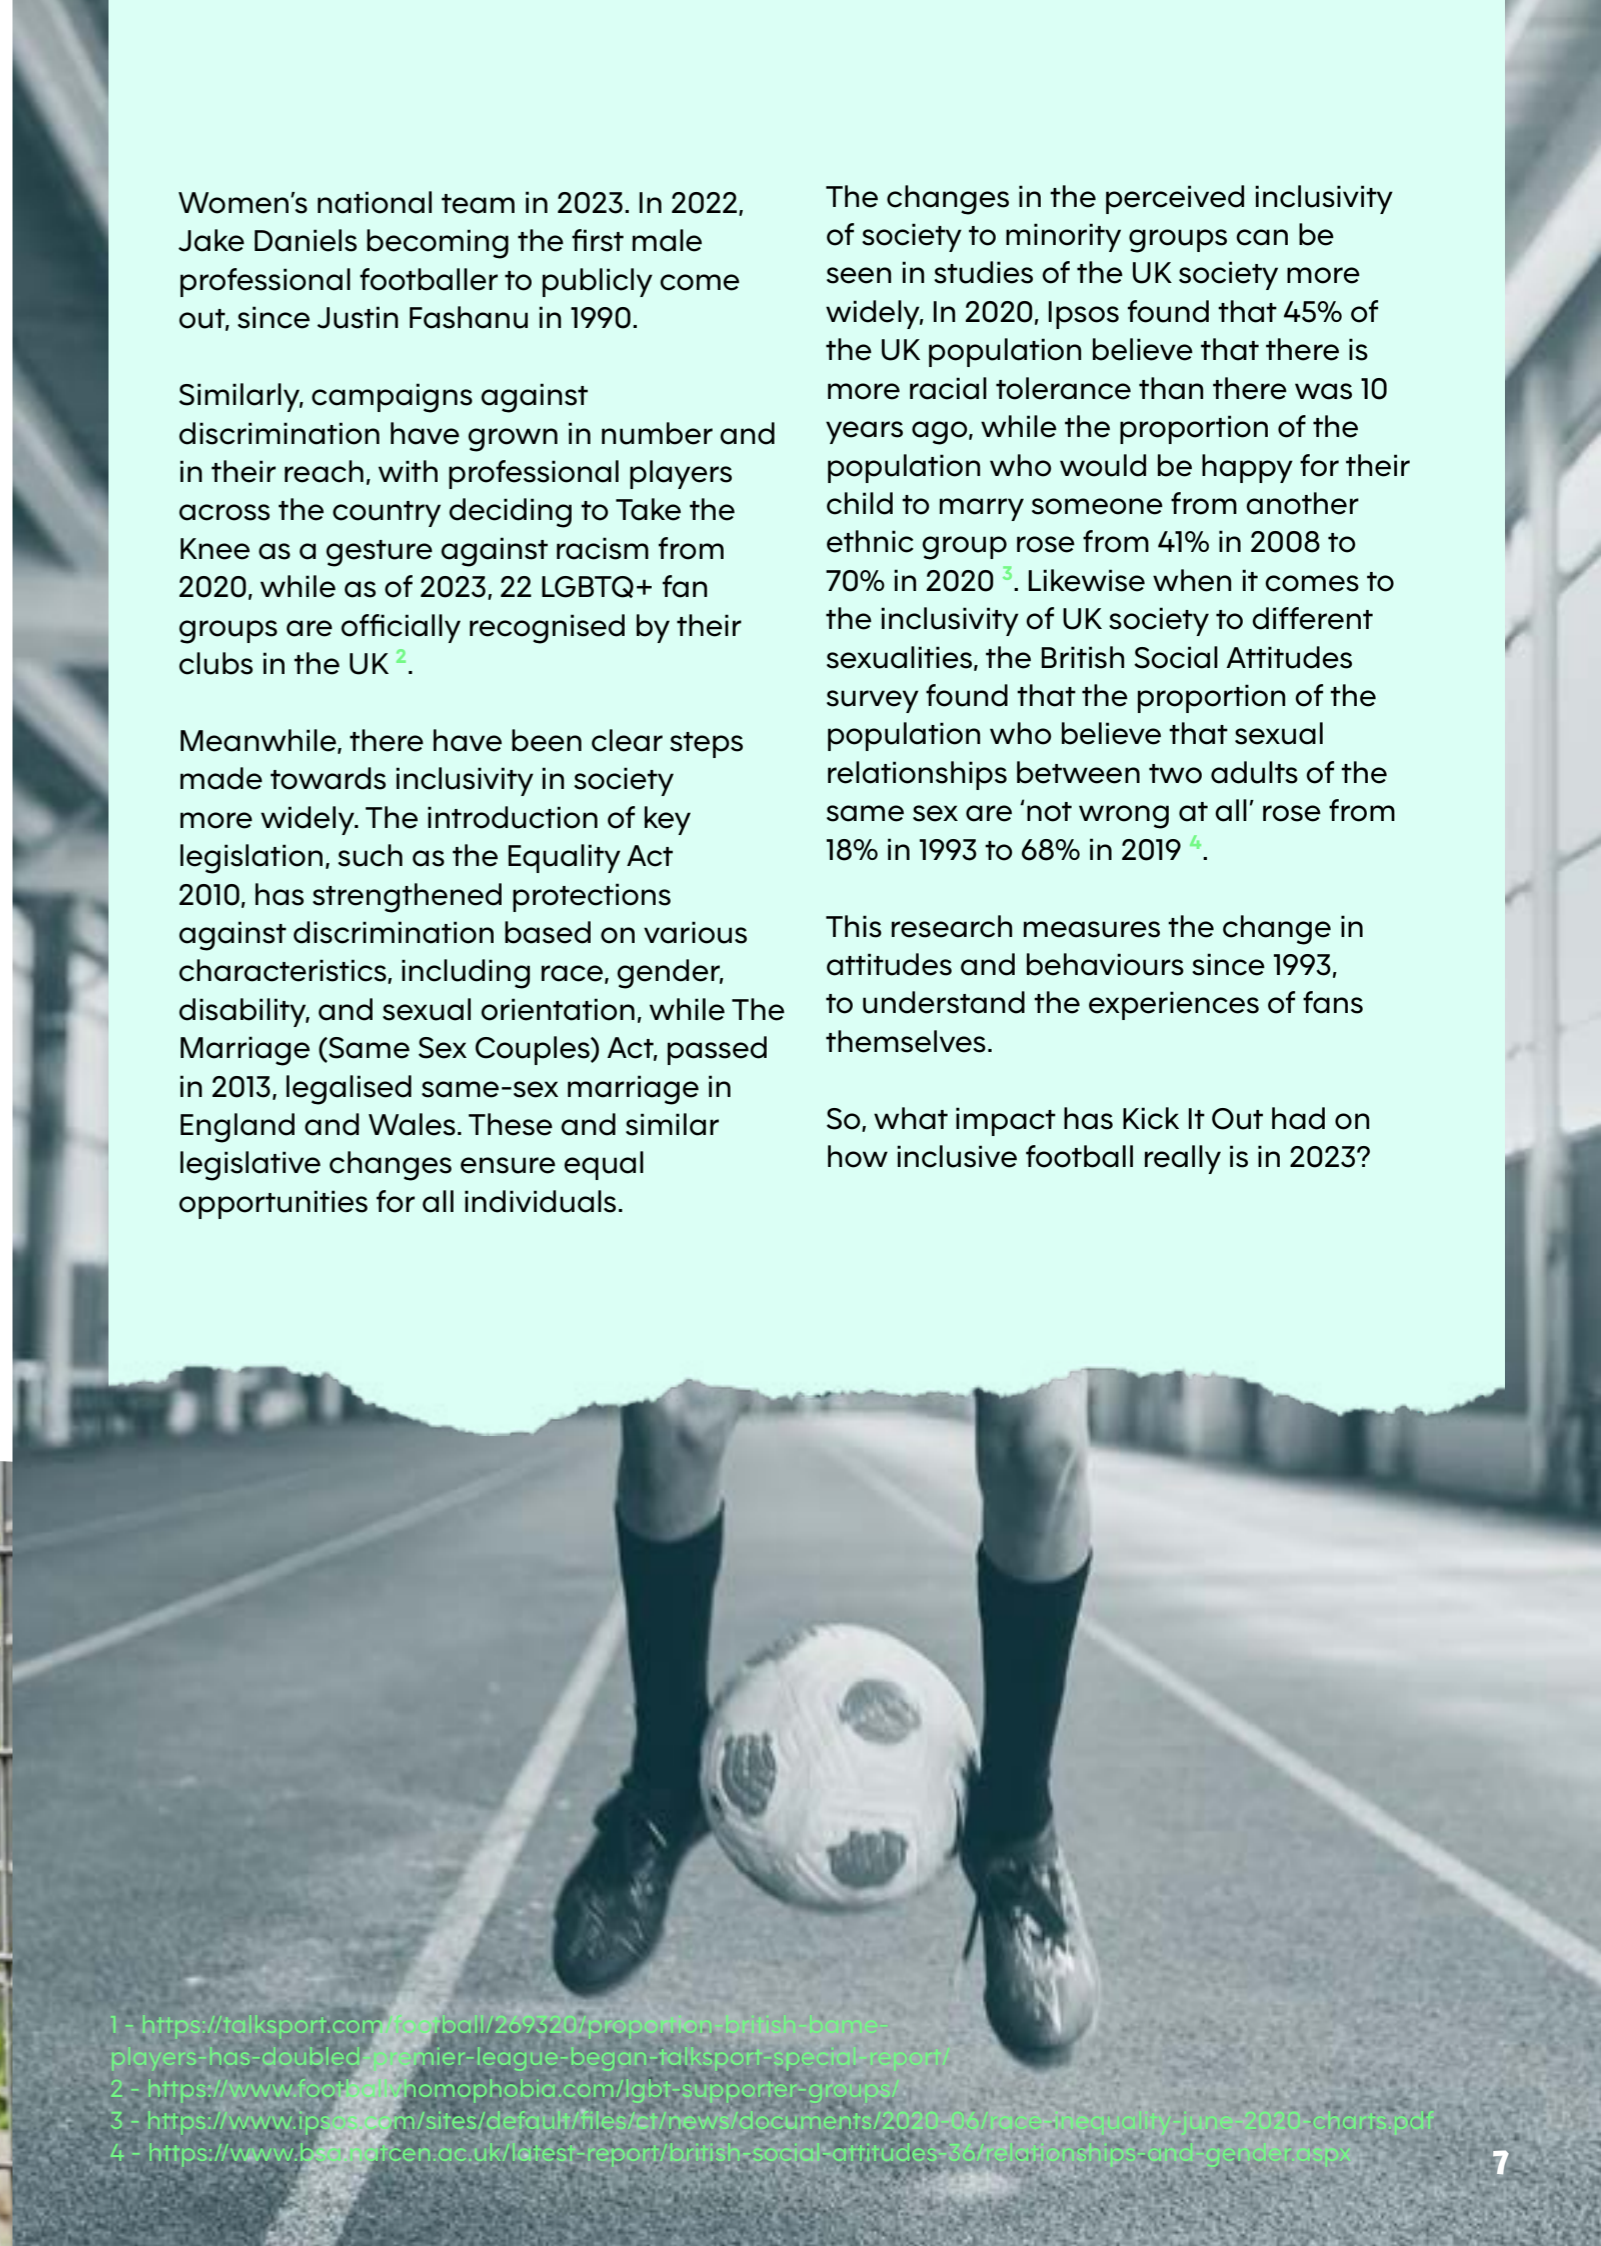 Women’s national team in 2023. In 2022,
Jake Daniels becoming the first male
professional footballer to publicly come
out, since Justin Fashanu in 1990.
Similarly, campaigns against
discrimination have grown in number and
in their reach, with professional players
across the country deciding to Take the
Knee as a gesture against racism from
2020, while as of 2023, 22 LGBTQ+ fan
groups are officially recognised by their
clubs in the UK 2.
Meanwhile, there have been clear steps
made towards inclusivity in society
more widely. The introduction of key
legislation, such as the Equality Act
2010, has strengthened protections
against discrimination based on various
characteristics, including race, gender,
disability, and sexual orientation, while The
Marriage (Same Sex Couples) Act, passed
in 2013, legalised same-sex marriage in
England and Wales. These and similar
legislative changes ensure equal
opportunities for all individuals.
The changes in the perceived inclusivity
of society to minority groups can be
seen in studies of the UK society more
widely, In 2020, Ipsos found that 45% of
the UK population believe that there is
more racial tolerance than there was 10
years ago, while the proportion of the
population who would be happy for their
child to marry someone from another
ethnic group rose from 41% in 2008 to
70% in 2020 3. Likewise when it comes to
the inclusivity of UK society to different
sexualities, the British Social Attitudes
survey found that the proportion of the
population who believe that sexual
relationships between two adults of the
same sex are ‘not wrong at all’ rose from
18% in 1993 to 68% in 2019 4.
This research measures the change in
attitudes and behaviours since 1993,
to understand the experiences of fans
themselves.
So, what impact has Kick It Out had on
how inclusive football really is in 2023?
1 - https://talksport.com/football/269320/proportion-british-bame-
players-has-doubled-premier-league-began-talksport-special-report/
2 - https://www.footballvhomophobia.com/lgbt-supporter-groups/
3 - https://www.ipsos.com/sites/default/files/ct/news/documents/2020-06/race-inequality-june-2020-charts.pdf
4 - https://www.bsa.natcen.ac.uk/latest-report/british-social-attitudes-36/relationships-and-gender.aspx
7